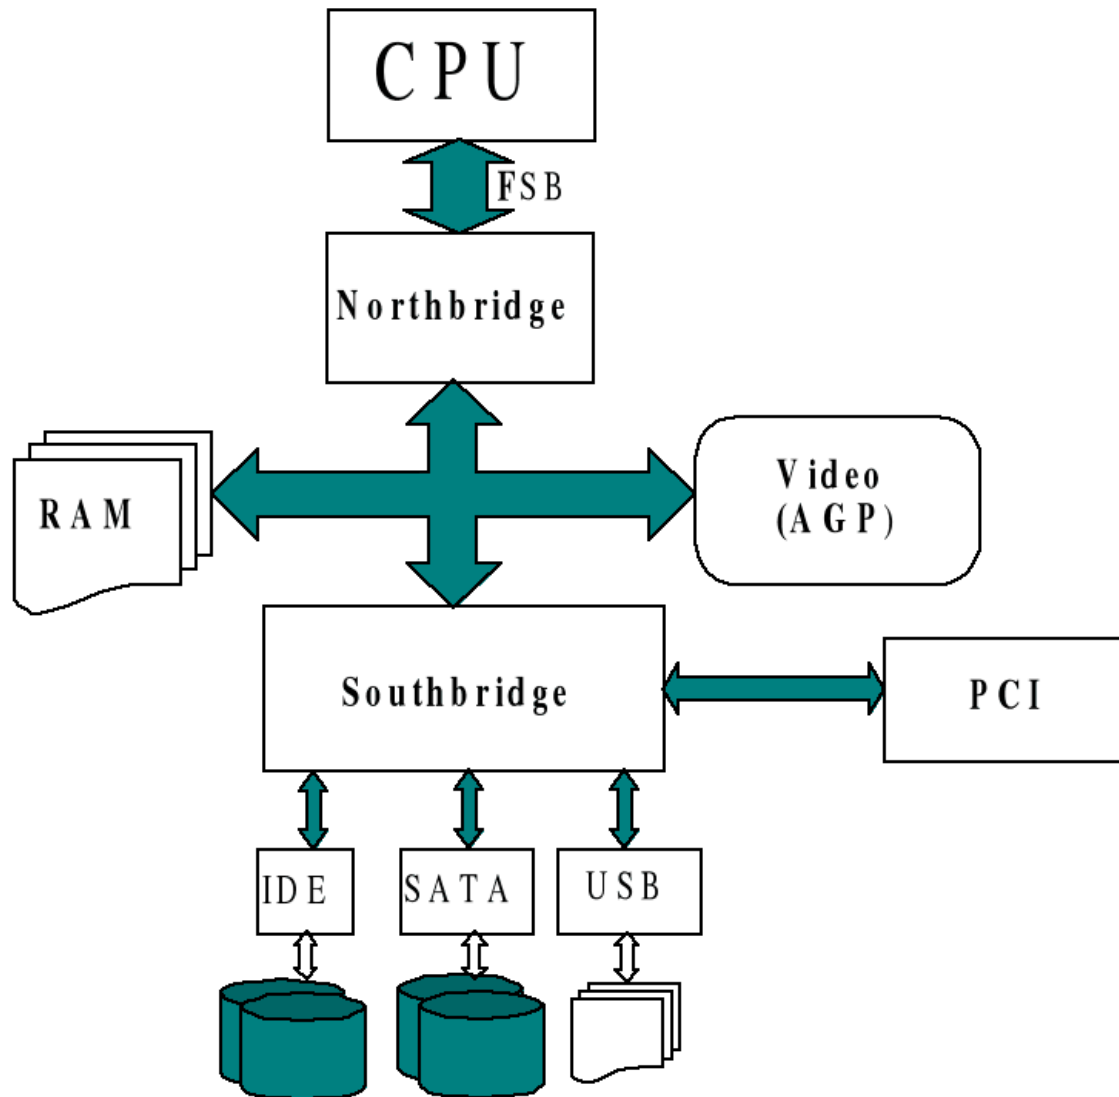 CPU
FSB
Northbridge
RAM
Video
(AGP)
Southbridge
PCI
IDE
SATA
USB